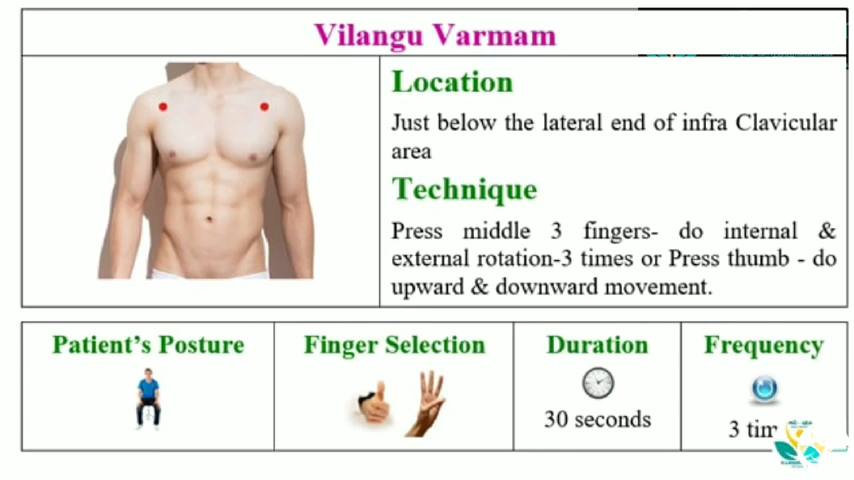 Vilangu Varmam
Location
Just below the lateral end of infra Clavicular
area
Technique
Press middle 3 fingers- do internal &
external rotation-3 times or Press thumb - do
upward & downward movement.
Patient's Posture
Finger Selection
Duration
Frequency
30 seconds
3